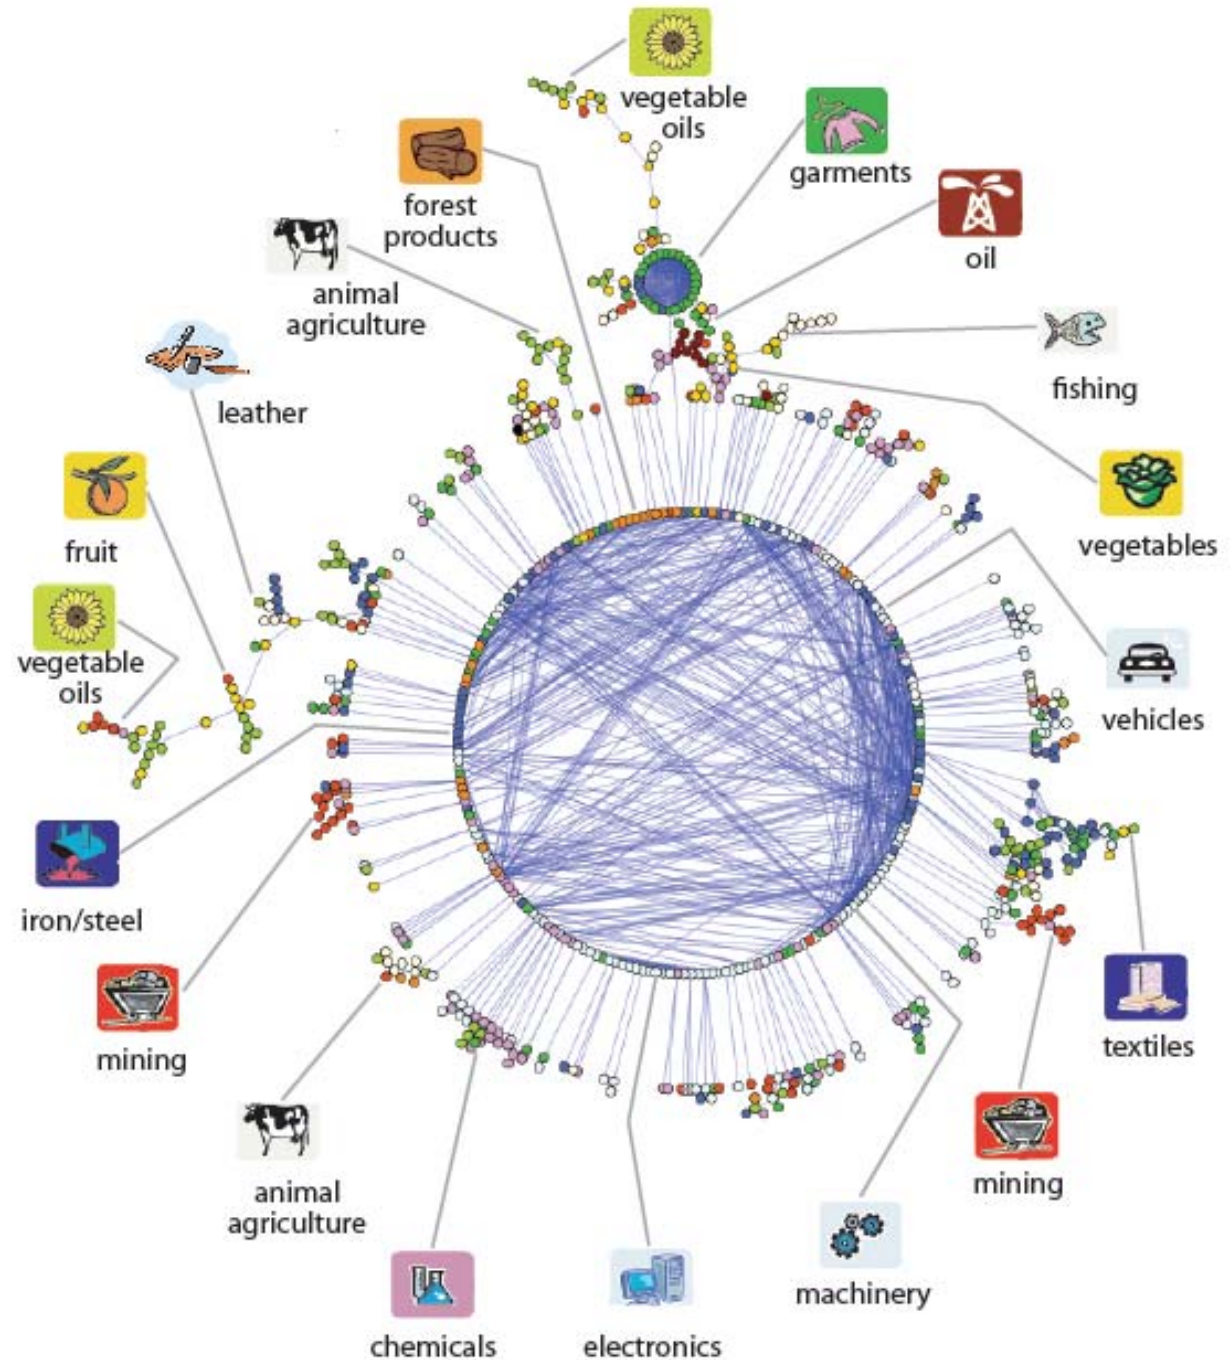 vegetable
oils
garments
forest
products
oil
animal
agriculture
fishing
leather
fruit
vegetables
vegetable
oils
vehicles
iron/steel
mining
textiles
mining
animal
agriculture
machinery
chemicals
electronics